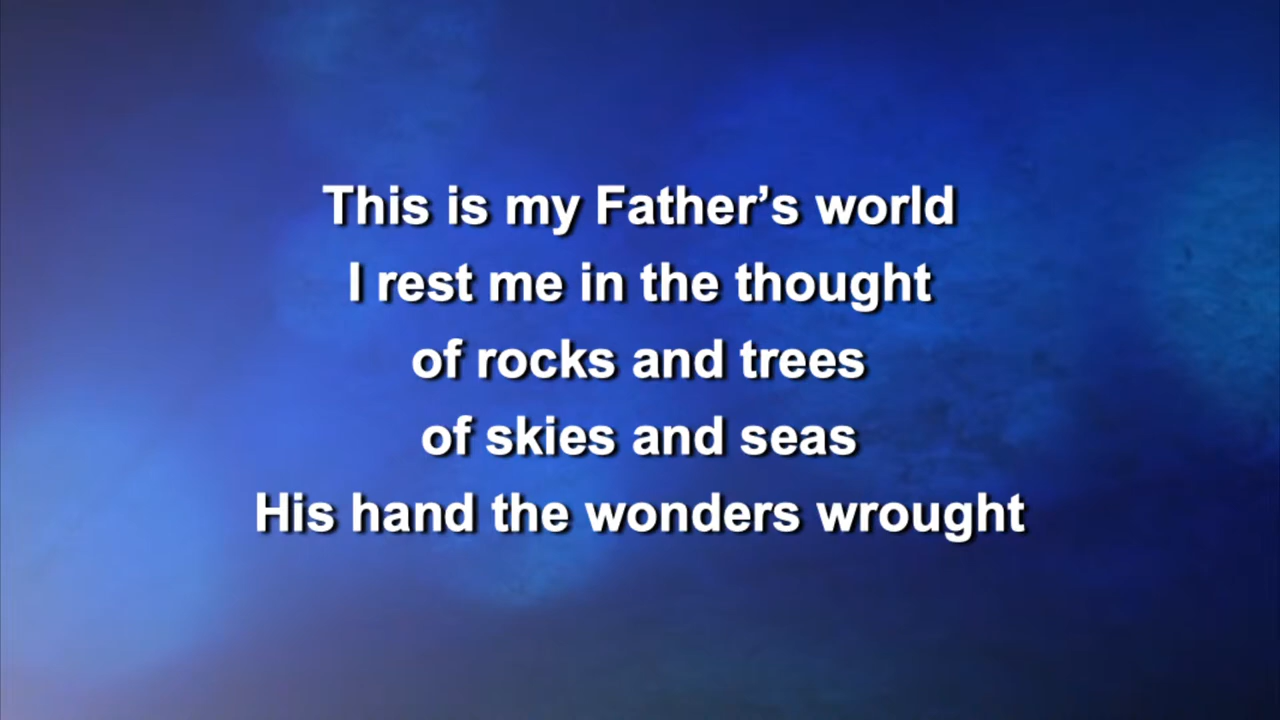 This is my Father’s world
I rest me in the thought
of rocks and trees
of skies and seas
His hand the wonders wrought